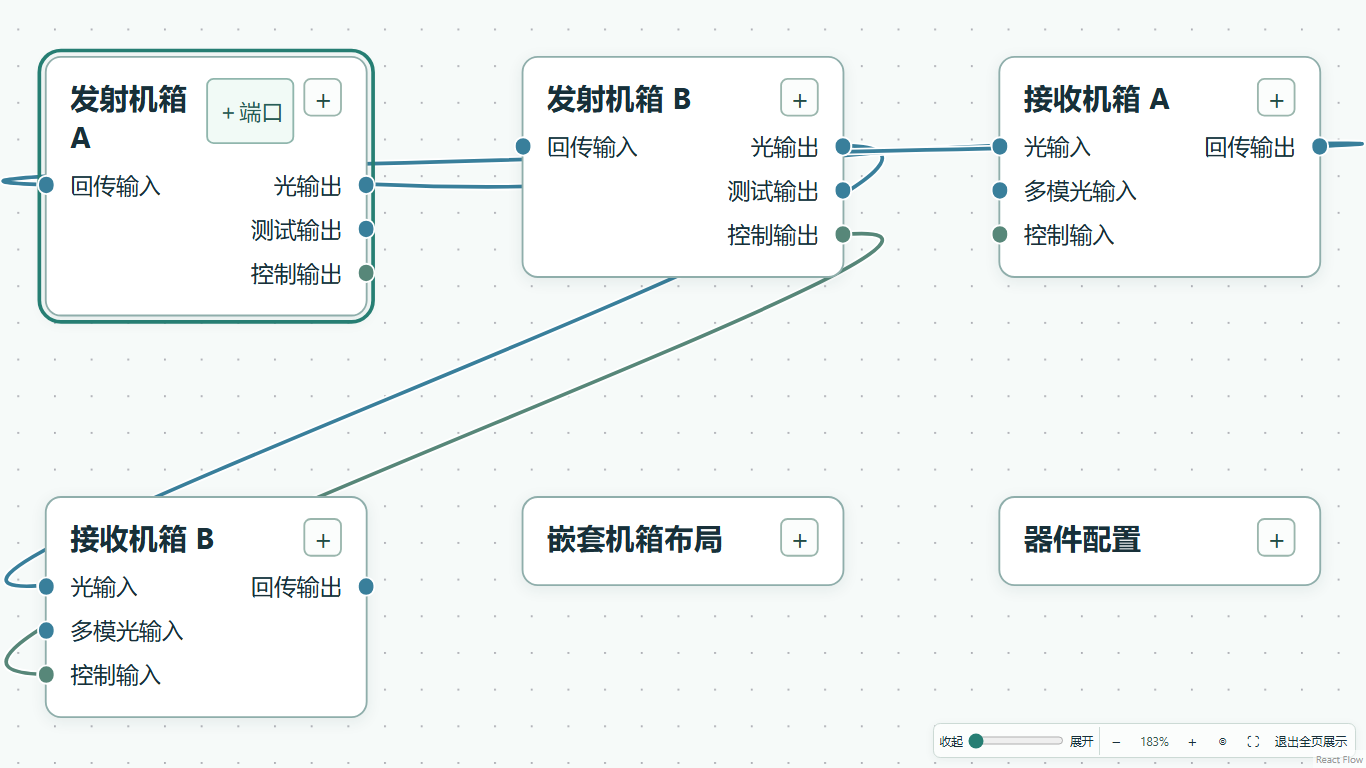 发射机箱
A
+ 端口
+
回传输入
光输出
测试输出
控制输出
发射机箱 B
+
回传输入
光输出
测试输出
控制输出
接收机箱 A
+
光输入
回传输出
多模光输入
控制输入
接收机箱 B
+
光输入
回传输出
多模光输入
控制输入
嵌套机箱布局
+
器件配置
+
收起 展开 − 183% + 退出全页展示
React Flow